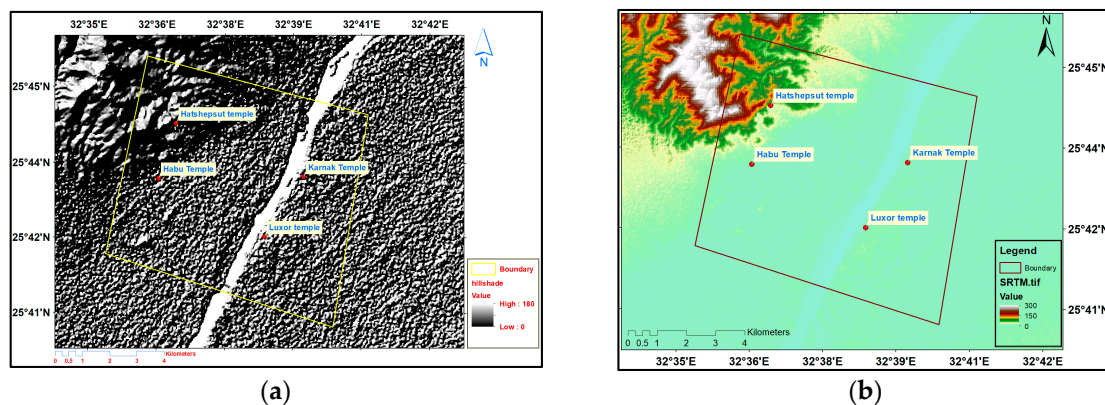 32°35'E 32°36'E 32°38'E 32°39'E 32°41'E 32°42'E
N
25°45'N
25°44'N
25°42'N
25°41'N
Hatshepsut temple
Habu Temple
Karnak Temple
Luxor temple
Boundary
hillshade
Value
High : 180
Low : 0
Kilometers
0 0.5 1 2 3 4
(a)
N
25°45'N
25°44'N
25°42'N
25°41'N
Hatshepsut temple
Habu Temple
Karnak Temple
Luxor temple
Legend
Boundary
SRTM.tif
Value
300
150
0
Kilometers
0 0.5 1 2 3 4
32°35'E 32°36'E 32°38'E 32°39'E 32°41'E 32°42'E
(b)